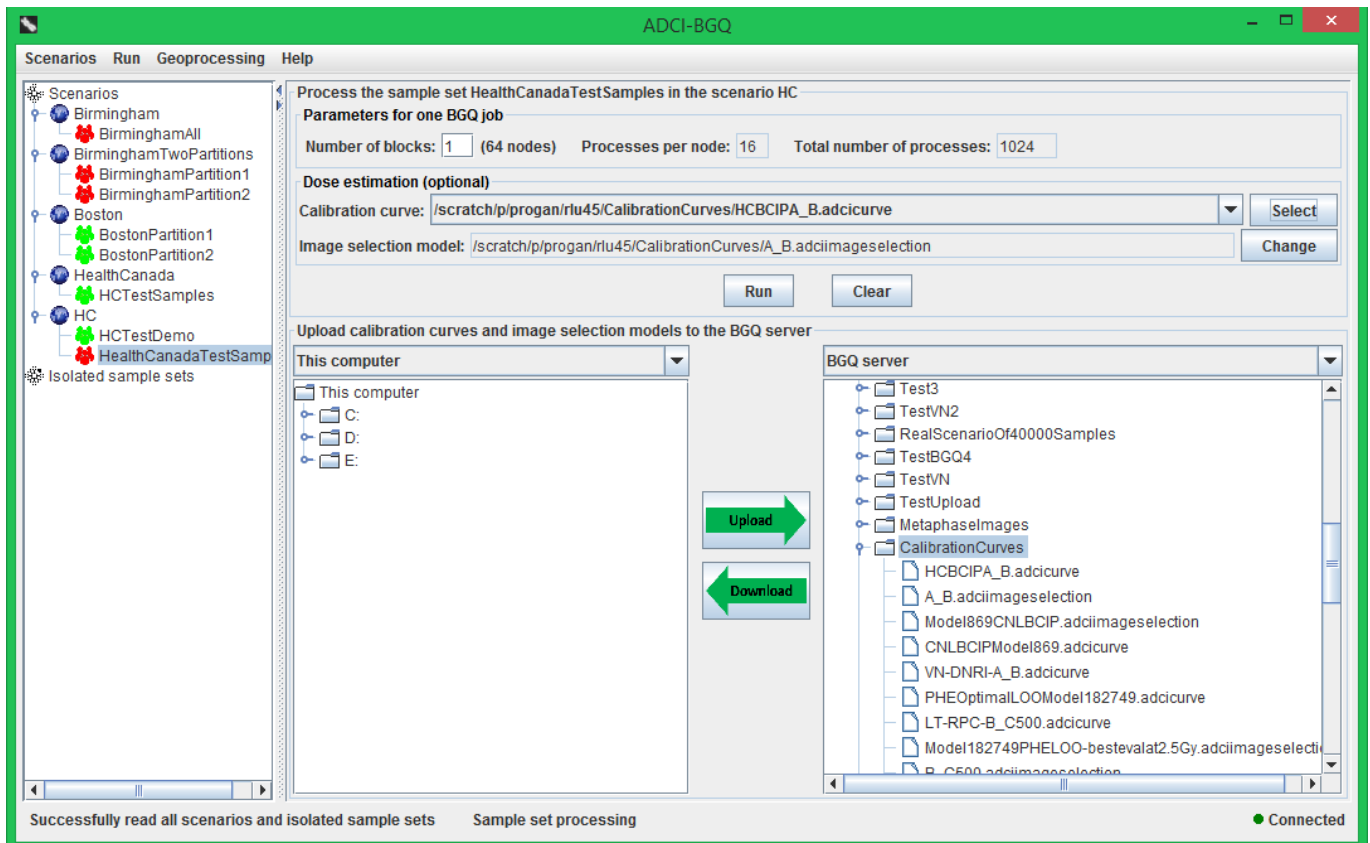 ADCI-BGQ
Scenarios Run Geoprocessing Help
Scenarios
Birmingham
BirminghamAll
BirminghamTwoPartitions
BirminghamPartition1
BirminghamPartition2
Boston
BostonPartition1
BostonPartition2
HealthCanada
HCTestSamples
HC
HCTestDemo
HealthCanadaTestSamp
Isolated sample sets
Process the sample set HealthCanadaTestSamples in the scenario HC
Parameters for one BGQ job
Number of blocks: 1 (64 nodes) Processes per node: 16 Total number of processes: 1024
Dose estimation (optional)
Calibration curve: /scratch/p/progan/rlu45/CalibrationCurves/HCBCIPA_B.adcicurve Select
Image selection model: /scratch/p/progan/rlu45/CalibrationCurves/A_B.adciimageselection Change
Run Clear
Upload calibration curves and image selection models to the BGQ server
This computer
This computer
C:
D:
E:
Upload
Download
BGQ server
Test3
TestVN2
RealScenarioOf40000Samples
TestBGQ4
TestVN
TestUpload
MetaphaseImages
CalibrationCurves
HCBCIPA_B.adcicurve
A_B.adciimageselection
Model869CNLBCIP.adciimageselection
CNLBCIPModel869.adcicurve
VN-DNRI-A_B.adcicurve
PHEOptimalLOOModel182749.adcicurve
LT-RPC-B_C500.adcicurve
Model182749PHELOO-bestevalat2.5Gy.adciimageselecti
B_C500.adciimageselection
Successfully read all scenarios and isolated sample sets Sample set processing Connected